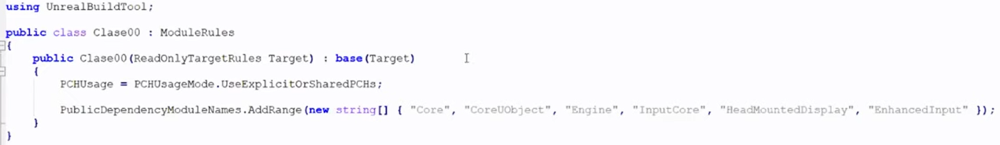 using UnrealBuildTool;
public class Clase00 : ModuleRules
{
public Clase00(ReadOnlyTargetRules Target) : base(Target)
{
PCHUsage = PCHUsageMode.UseExplicitOrSharedPCHs;
PublicDependencyModuleNames.AddRange(new string[] { "Core", "CoreUObject", "Engine", "InputCore", "HeadMountedDisplay", "EnhancedInput" });
}
}